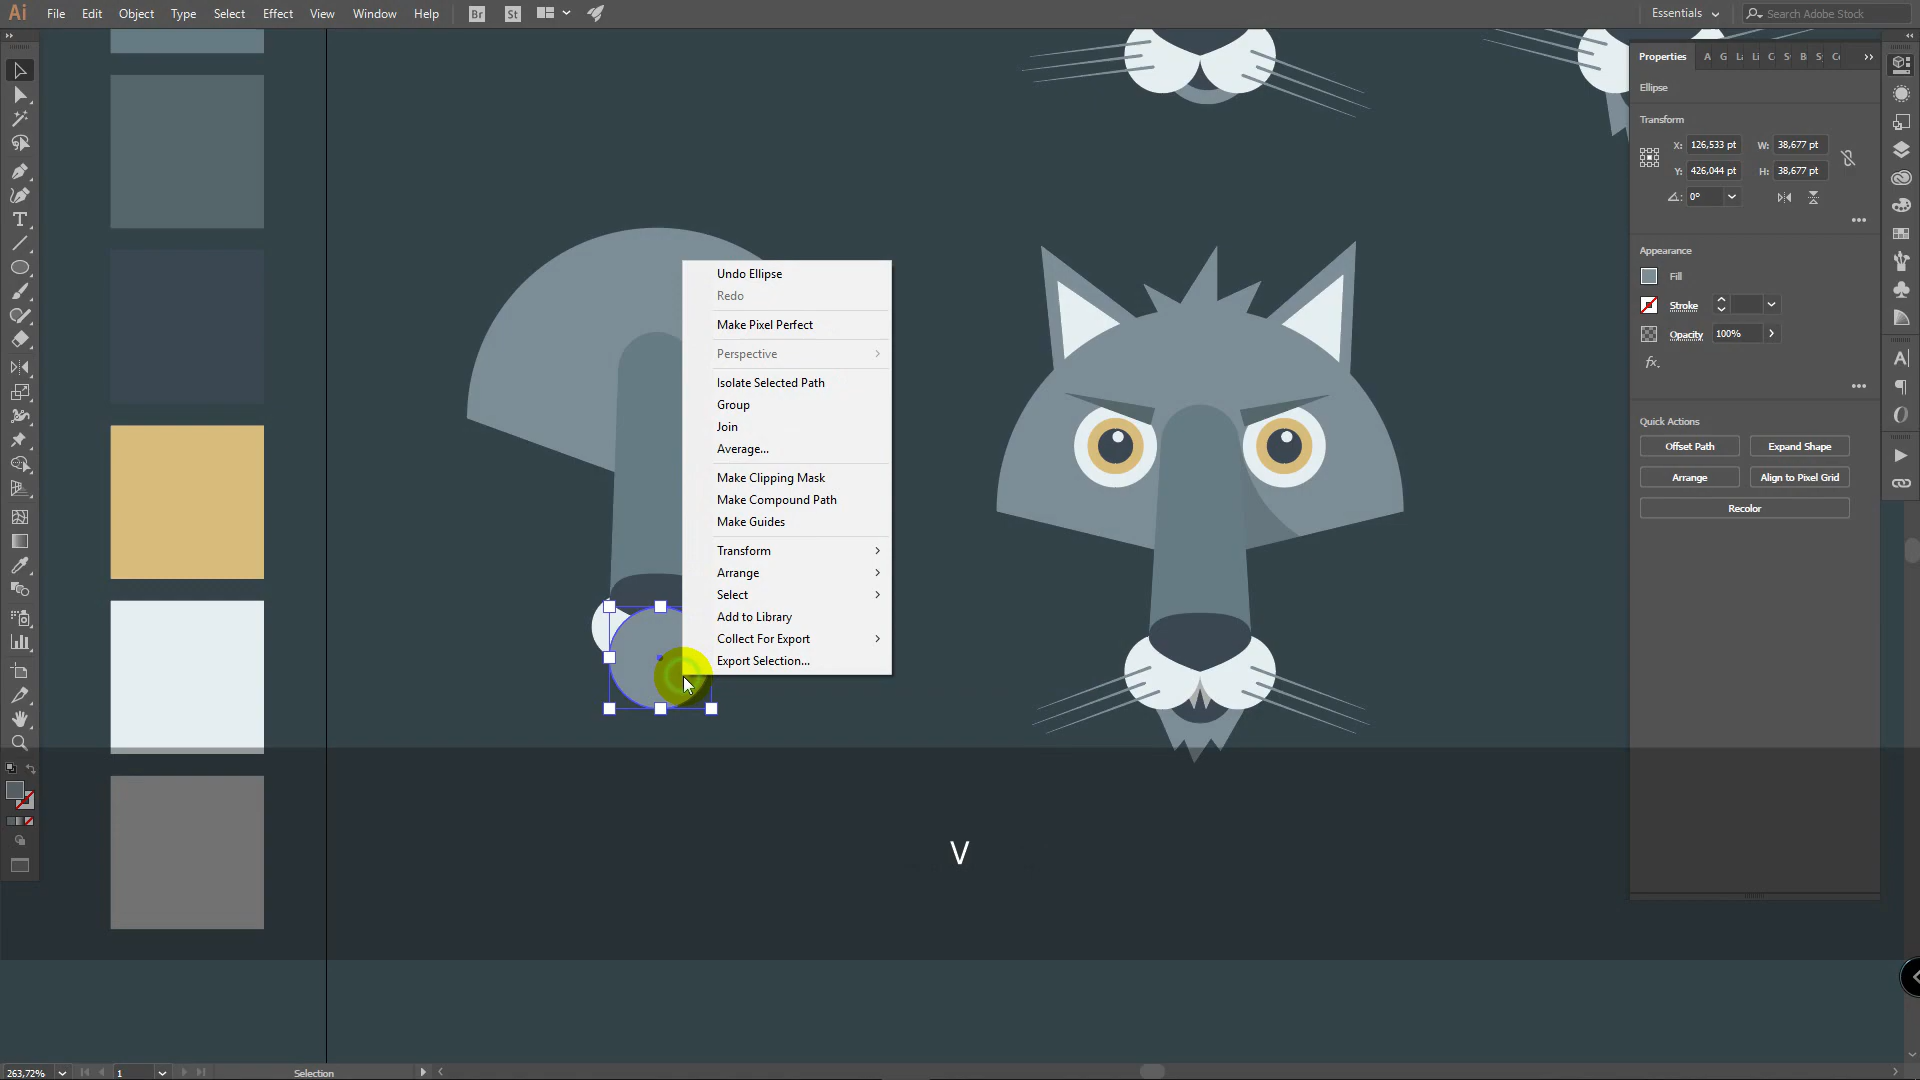 Ai File Edit Object Type Select Effect View Window Help Br St Essentials Search Adobe Stock
Properties
Ellipse
Transform
X: 126,533 pt W: 38,677 pt
Y: 426,044 pt H: 38,677 pt
0°
Appearance
Fill
Stroke
Opacity 100%
fx.
Quick Actions
Offset Path Expand Shape
Arrange Align to Pixel Grid
Recolor
Undo Ellipse
Redo
Make Pixel Perfect
Perspective
Isolate Selected Path
Group
Join
Average...
Make Clipping Mask
Make Compound Path
Make Guides
Transform
Arrange
Select
Add to Library
Collect For Export
Export Selection...
V
263,72% 1 Selection